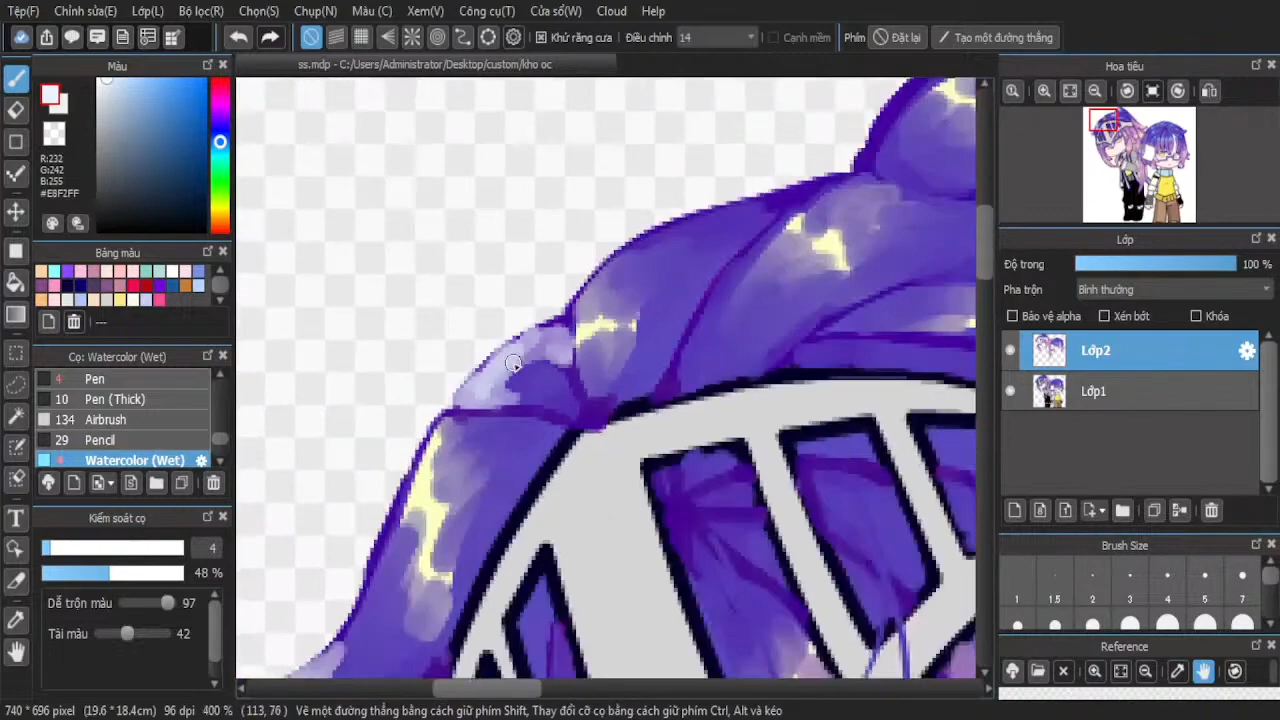 Tệp(F) Chỉnh sửa(E) Lớp(L) Bộ lọc(R) Chọn(S) Chụp(N) Màu (C) Xem(V) Công cụ(T) Cửa sổ(W) Cloud Help
Khử răng cưa Điều chỉnh 14 Cạnh mềm Phím Đặt lại Tạo một đường thẳng
Màu
ss.mdp - C:/Users/Administrator/Desktop/custom/kho oc
Hoa tiêu
R:232
G:242
B:255
#E8F2FF
Bảng màu
---
Lớp
Độ trong 100 %
Pha trộn Bình thường
Bảo vệ alpha Xén bớt Khóa
Lớp2
Lớp1
Cọ: Watercolor (Wet)
4 Pen
10 Pen (Thick)
134 Airbrush
29 Pencil
Watercolor (Wet)
Kiểm soát cọ
4
48 %
Dễ trộn màu 97
Tải màu 42
Brush Size
1 1.5 2 3 4 5 7
Reference
740 * 696 pixel (19.6 * 18.4cm) 96 dpi 400 % (113, 76) Vẽ một đường thẳng bằng cách giữ phím Shift, Thay đổi cỡ cọ bằng cách giữ phím Ctrl, Alt và kéo